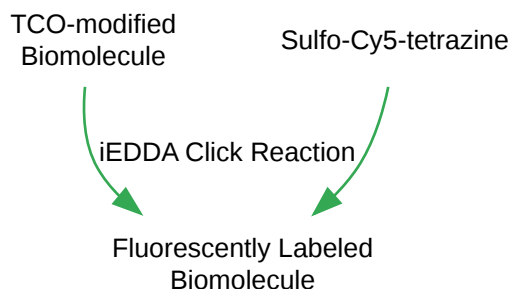 TCO-modified
Biomolecule
Sulfo-Cy5-tetrazine
iEDDA Click Reaction
Fluorescently Labeled
Biomolecule